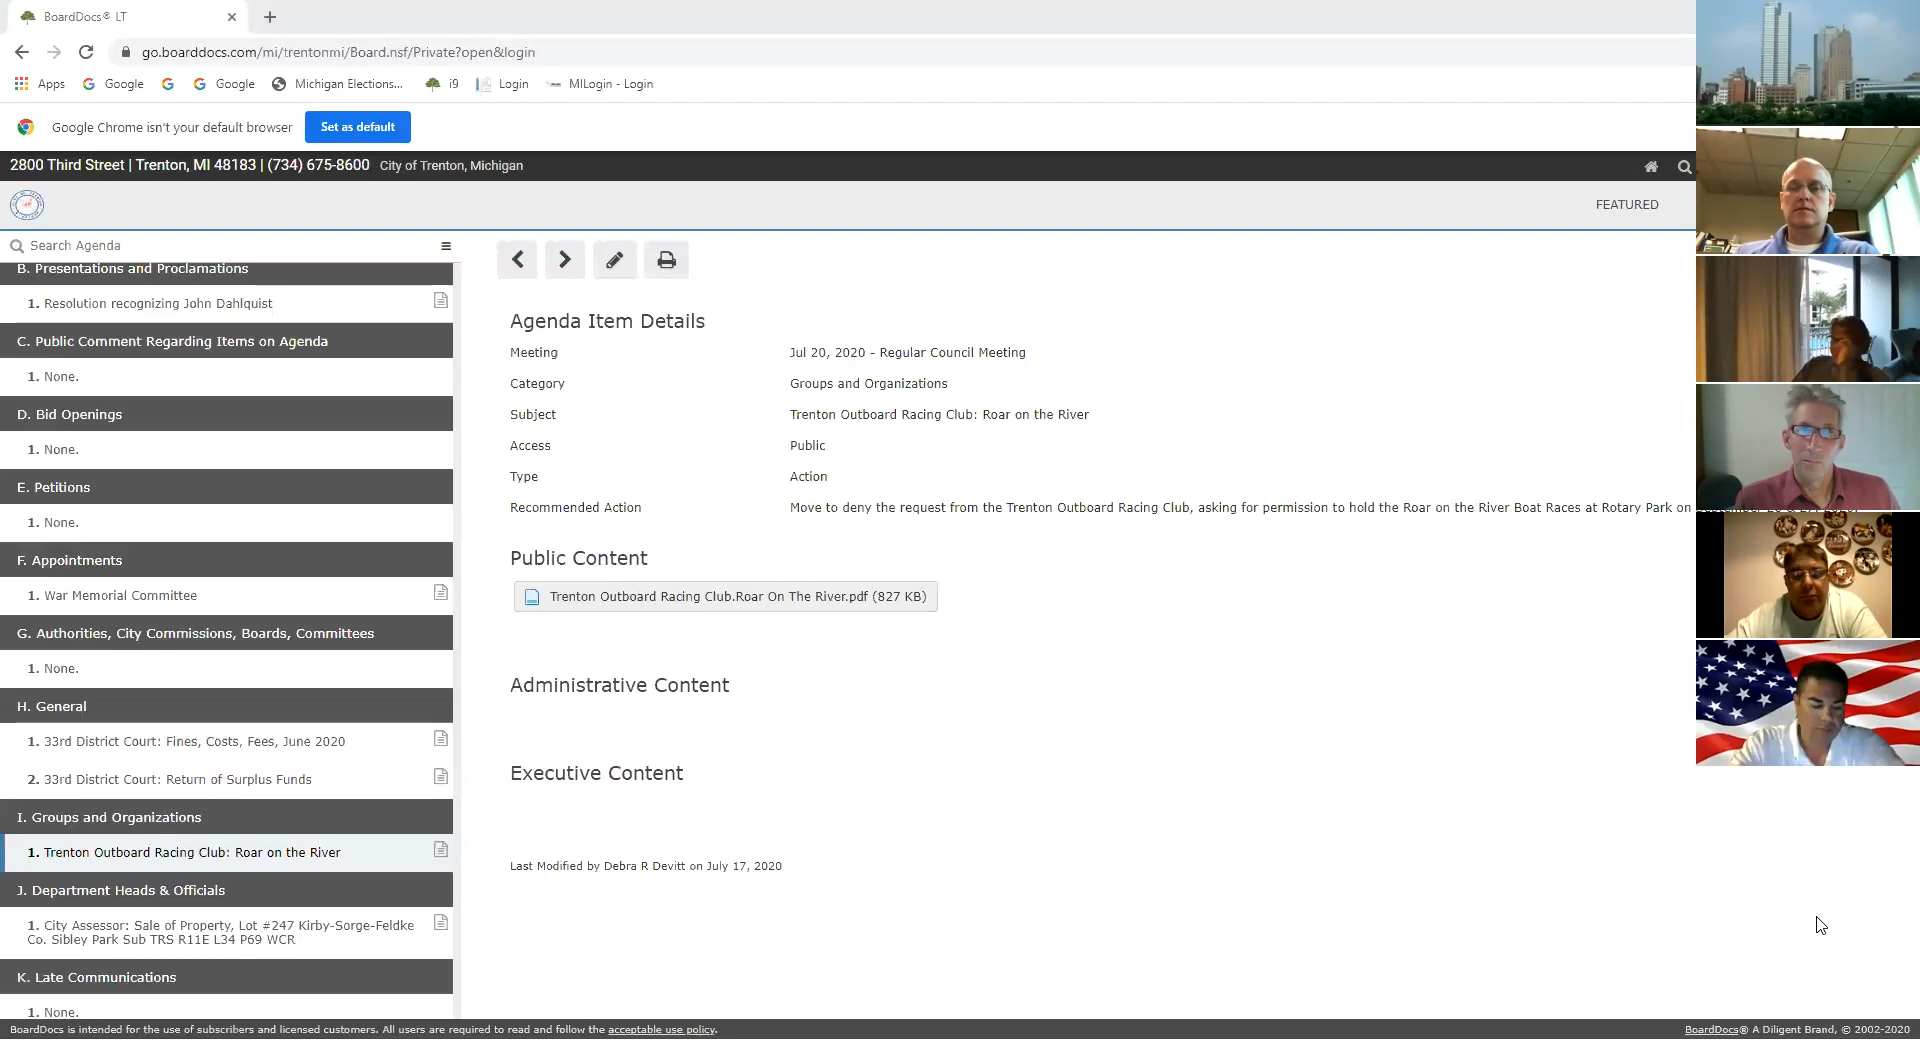 BoardDocs® LT
go.boarddocs.com/mi/trentonmi/Board.nsf/Private?open&login
Apps Google Google Michigan Elections... i9 Login MILogin - Login
Google Chrome isn't your default browser Set as default
2800 Third Street | Trenton, MI 48183 | (734) 675-8600 City of Trenton, Michigan
FEATURED
Search Agenda
B. Presentations and Proclamations
1. Resolution recognizing John Dahlquist
C. Public Comment Regarding Items on Agenda
1. None.
D. Bid Openings
1. None.
E. Petitions
1. None.
F. Appointments
1. War Memorial Committee
G. Authorities, City Commissions, Boards, Committees
1. None.
H. General
1. 33rd District Court: Fines, Costs, Fees, June 2020
2. 33rd District Court: Return of Surplus Funds
I. Groups and Organizations
1. Trenton Outboard Racing Club: Roar on the River
J. Department Heads & Officials
1. City Assessor: Sale of Property, Lot #247 Kirby-Sorge-Feldke
Co. Sibley Park Sub TRS R11E L34 P69 WCR
K. Late Communications
1. None.
Agenda Item Details
Meeting Jul 20, 2020 - Regular Council Meeting
Category Groups and Organizations
Subject Trenton Outboard Racing Club: Roar on the River
Access Public
Type Action
Recommended Action Move to deny the request from the Trenton Outboard Racing Club, asking for permission to hold the Roar on the River Boat Races at Rotary Park on
Public Content
Trenton Outboard Racing Club.Roar On The River.pdf (827 KB)
Administrative Content
Executive Content
Last Modified by Debra R Devitt on July 17, 2020
BoardDocs is intended for the use of subscribers and licensed customers. All users are required to read and follow the acceptable use policy.
BoardDocs® A Diligent Brand, © 2002-2020